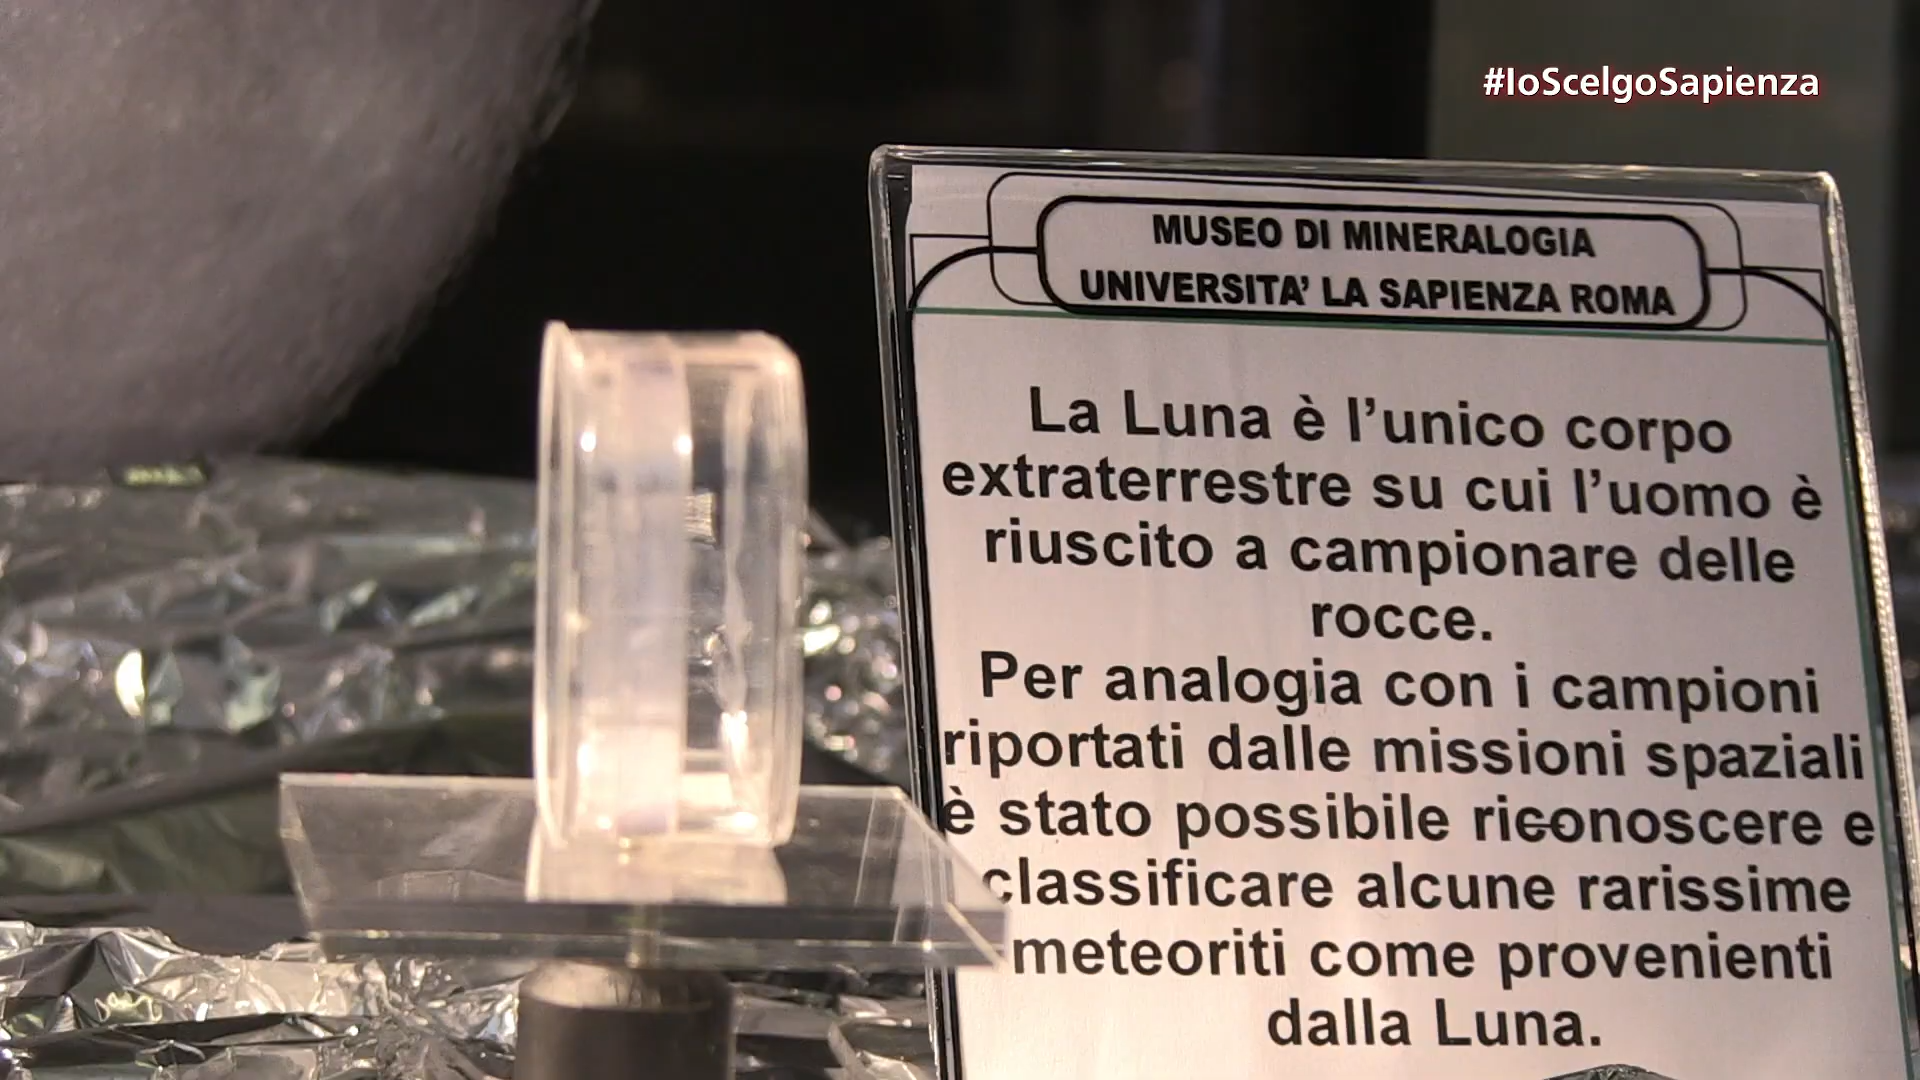 #IoScelgoSapienza
MUSEO DI MINERALOGIA
UNIVERSITA' LA SAPIENZA ROMA
La Luna è l'unico corpo
extraterrestre su cui l'uomo è
riuscito a campionare delle
rocce.
Per analogia con i campioni
riportati dalle missioni spaziali
è stato possibile riconoscere e
classificare alcune rarissime
meteoriti come provenienti
dalla Luna.